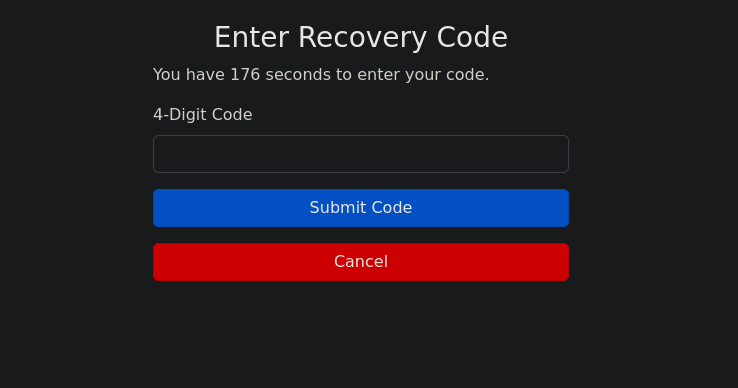 Enter Recovery Code
You have 176 seconds to enter your code.
4-Digit Code
Submit Code
Cancel